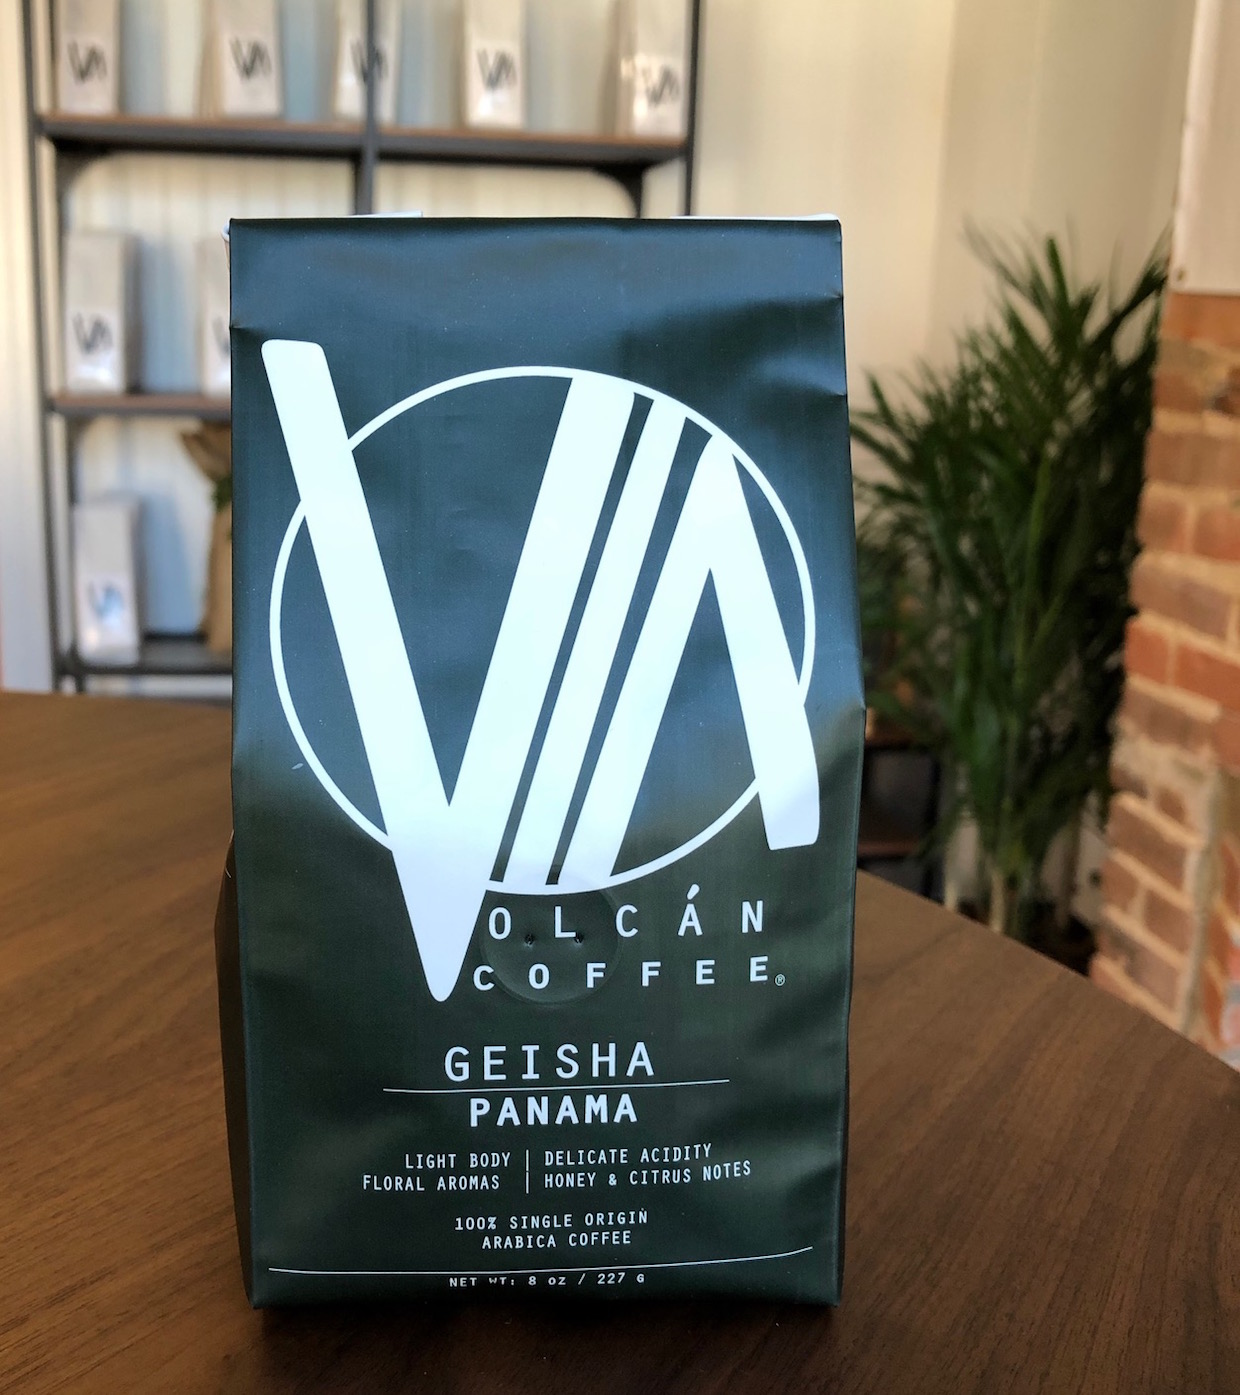 VOLCÁN
COFFEE®
GEISHA
PANAMA
LIGHT BODY | DELICATE ACIDITY
FLORAL AROMAS | HONEY & CITRUS NOTES
100% SINGLE ORIGIN
ARABICA COFFEE
NET WT: 8 oz / 227 G